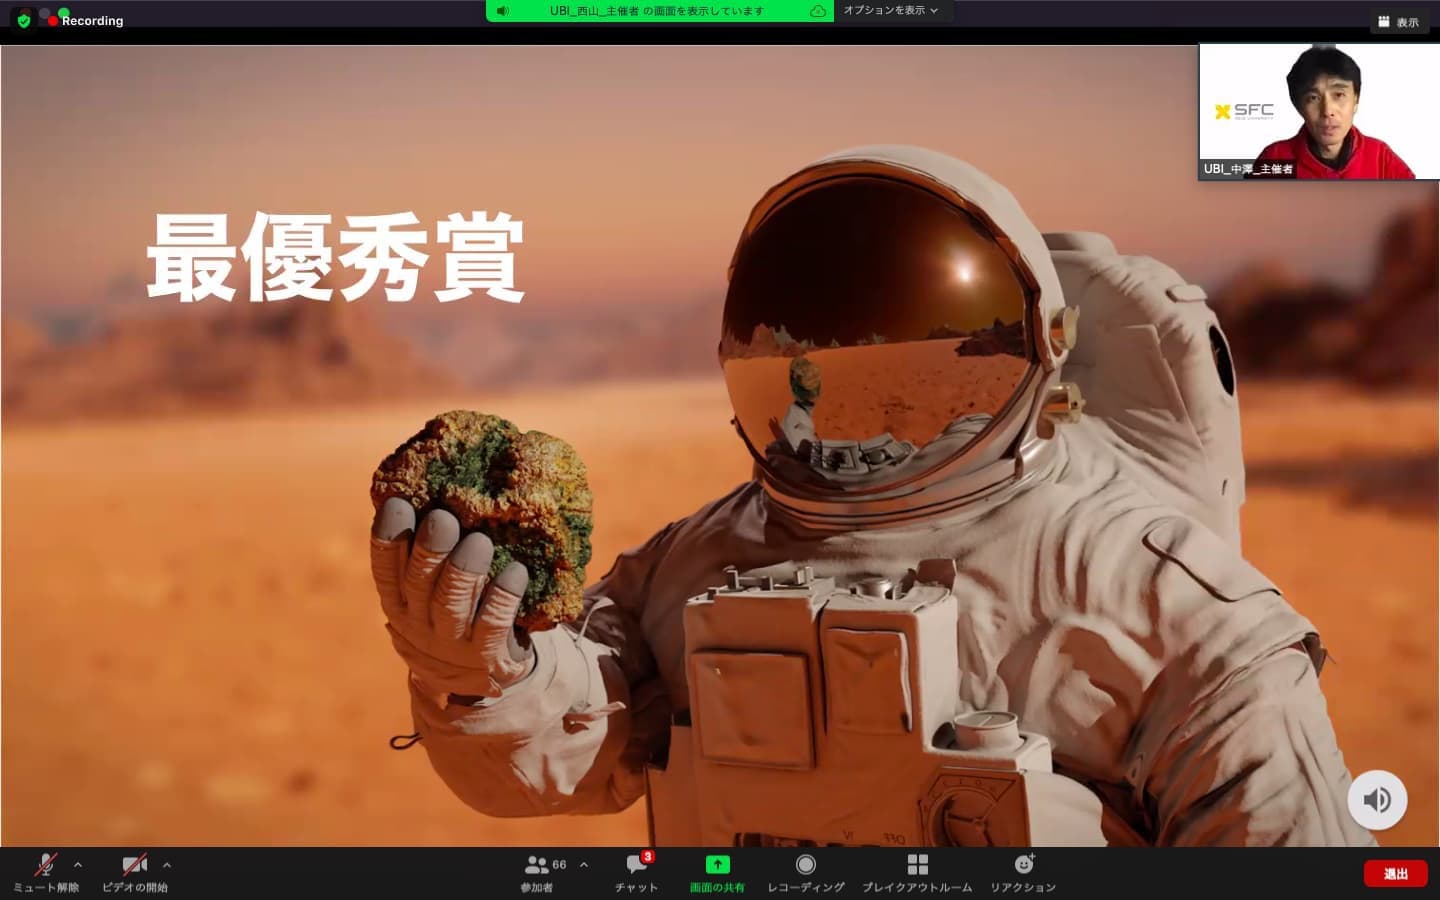 Recording
UBI_西山_主催者 の画面を表示しています
オプションを表示
表示
SFC
UBI_中澤_主催者
最優秀賞
VI
OFF
ミュート解除
ビデオの開始
66
参加者
3
チャット
画面の共有
レコーディング
ブレイクアウトルーム
リアクション
退出